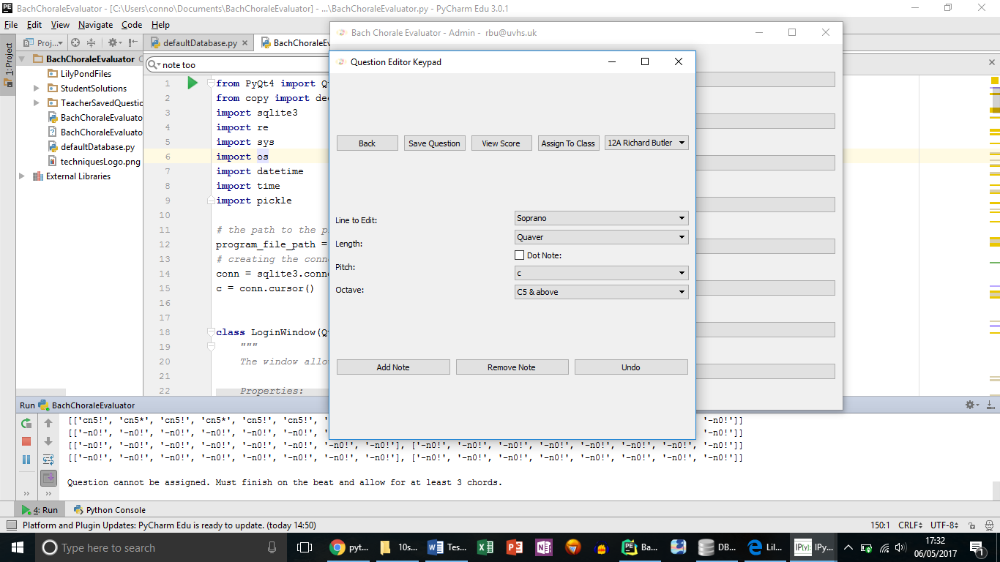 BachChoraleEvaluator - [C:\Users\conno\Documents\BachChoraleEvaluator] - ...\BachChoraleEvaluator.py - PyCharm Edu 3.0.1
File Edit View Navigate Code Help
Bach Chorale Evaluator - Admin - rbu@uvhs.uk
1: Project
Proj...
defaultDatabase.py
BachChoraleEv
BachChoraleEvaluator
LilyPondFiles
StudentSolutions
TeacherSavedQuestio
BachChoraleEvaluato
BachChoraleEvaluato
defaultDatabase.py
techniquesLogo.png
External Libraries
note too
1 from PyQt4 import Q
2 from copy import dee
3 import sqlite3
4 import re
5 import sys
6 import os
7 import datetime
8 import time
9 import pickle
10
11 # the path to the p
12 program_file_path =
13 # creating the conne
14 conn = sqlite3.conne
15 c = conn.cursor()
16
17
18 class LoginWindow(Q
19 """
20 The window allow
21
22 Properties:
Question Editor Keypad
Back Save Question View Score Assign To Class 12A Richard Butler
Line to Edit: Soprano
Length: Quaver
Dot Note:
Pitch: c
Octave: C5 & above
Add Note Remove Note Undo
Run BachChoraleEvaluator
[['cn5!', 'cn5*', 'cn5!', 'cn5*', 'cn5!', 'cn5!', ' '-n0!']]
[['-n0!', '-n0!', '-n0!', '-n0!', '-n0!', '-n0!', ' '-n0!']]
[['-n0!', '-n0!', '-n0!', '-n0!', '-n0!', '-n0!', '-n0!', '-n0!'], ['-n0!', '-n0!', '-n0!', '-n0!', '-n0!', '-n0!', '-n0!', '-n0!']]
[['-n0!', '-n0!', '-n0!', '-n0!', '-n0!', '-n0!', '-n0!', '-n0!'], ['-n0!', '-n0!', '-n0!', '-n0!', '-n0!', '-n0!', '-n0!', '-n0!']]
Question cannot be assigned. Must finish on the beat and allow for at least 3 chords.
4: Run Python Console
Platform and Plugin Updates: PyCharm Edu is ready to update. (today 14:50)
150:1 CRLF UTF-8
Type here to search
pyt...
10s...
Tes...
Ba...
DB...
Lil...
IP[y]: IPy...
17:32
06/05/2017
1